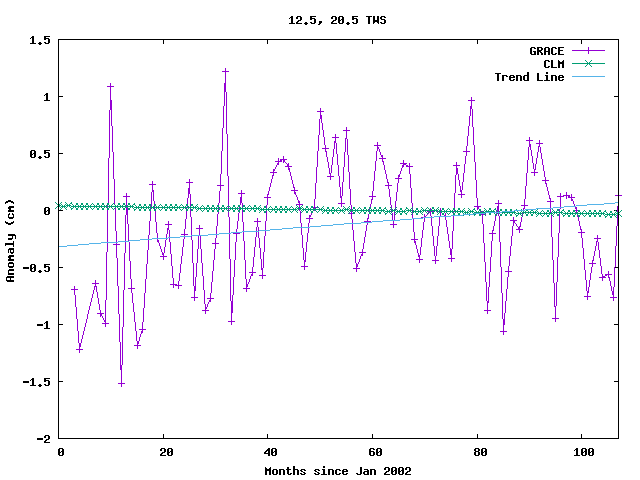 12.5, 20.5 TWS
GRACE
CLM
Trend Line
1.5
1
0.5
0
-0.5
-1
-1.5
-2
Anomaly (cm)
0 20 40 60 80 100
Months since Jan 2002